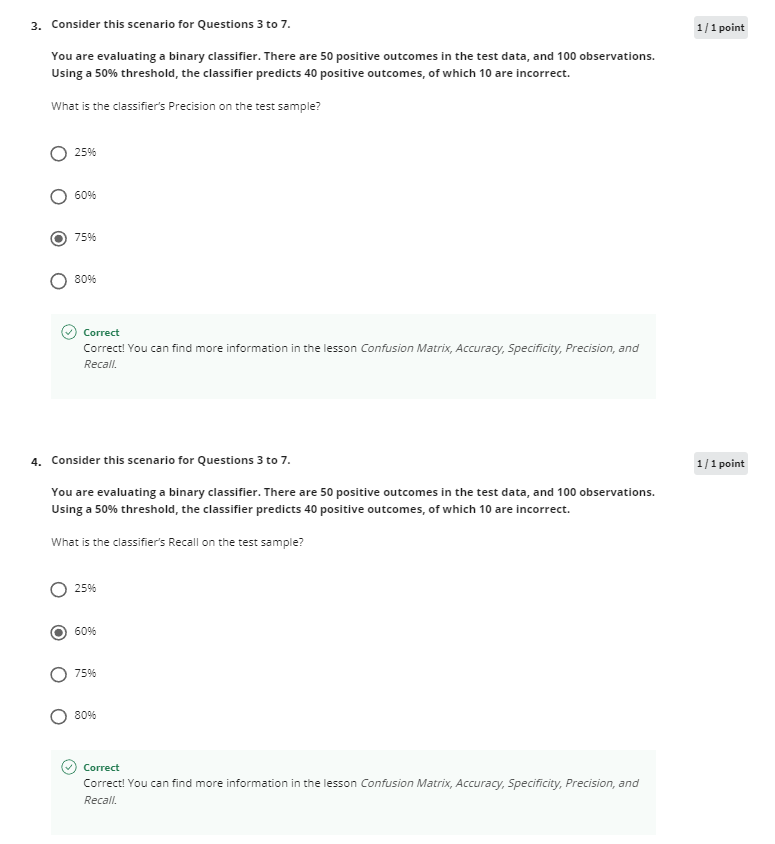 3. Consider this scenario for Questions 3 to 7.
1 / 1 point
You are evaluating a binary classifier. There are 50 positive outcomes in the test data, and 100 observations.
Using a 50% threshold, the classifier predicts 40 positive outcomes, of which 10 are incorrect.
What is the classifier's Precision on the test sample?
25%
60%
75%
80%
Correct
Correct! You can find more information in the lesson Confusion Matrix, Accuracy, Specificity, Precision, and
Recall.
4. Consider this scenario for Questions 3 to 7.
1 / 1 point
You are evaluating a binary classifier. There are 50 positive outcomes in the test data, and 100 observations.
Using a 50% threshold, the classifier predicts 40 positive outcomes, of which 10 are incorrect.
What is the classifier's Recall on the test sample?
25%
60%
75%
80%
Correct
Correct! You can find more information in the lesson Confusion Matrix, Accuracy, Specificity, Precision, and
Recall.